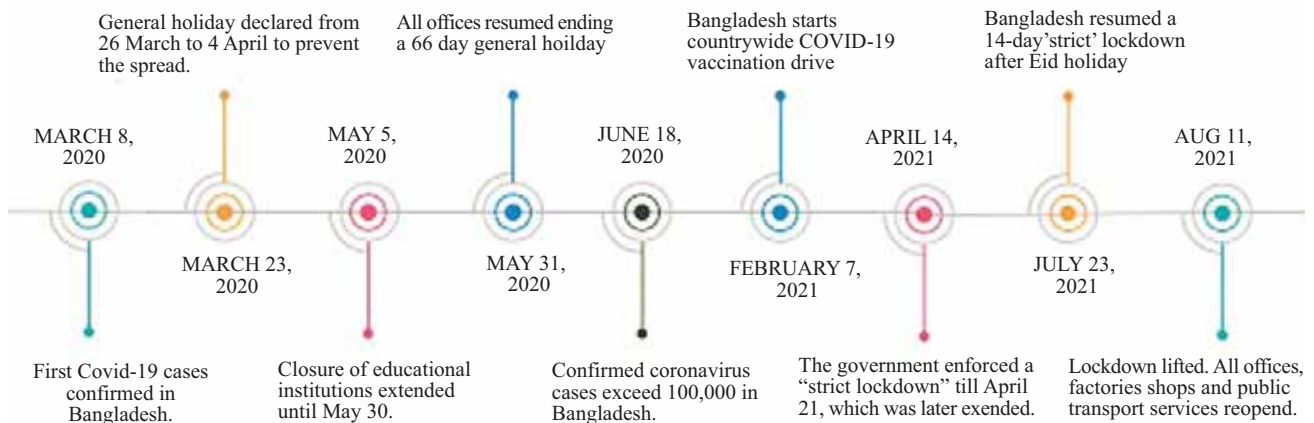 General holiday declared from
26 March to 4 April to prevent
the spread.
All offices resumed ending
a 66 day general hoilday
Bangladesh starts
countrywide COVID-19
vaccination drive
Bangladesh resumed a
14-day'strict' lockdown
after Eid holiday
MARCH 8,
2020
MAY 5,
2020
JUNE 18,
2020
APRIL 14,
2021
AUG 11,
2021
MARCH 23,
2020
MAY 31,
2020
FEBRUARY 7,
2021
JULY 23,
2021
First Covid-19 cases
confirmed in
Bangladesh.
Closure of educational
institutions extended
until May 30.
Confirmed coronavirus
cases exceed 100,000 in
Bangladesh.
The government enforced a
“strict lockdown” till April
21, which was later exended.
Lockdown lifted. All offices,
factories shops and public
transport services reopend.